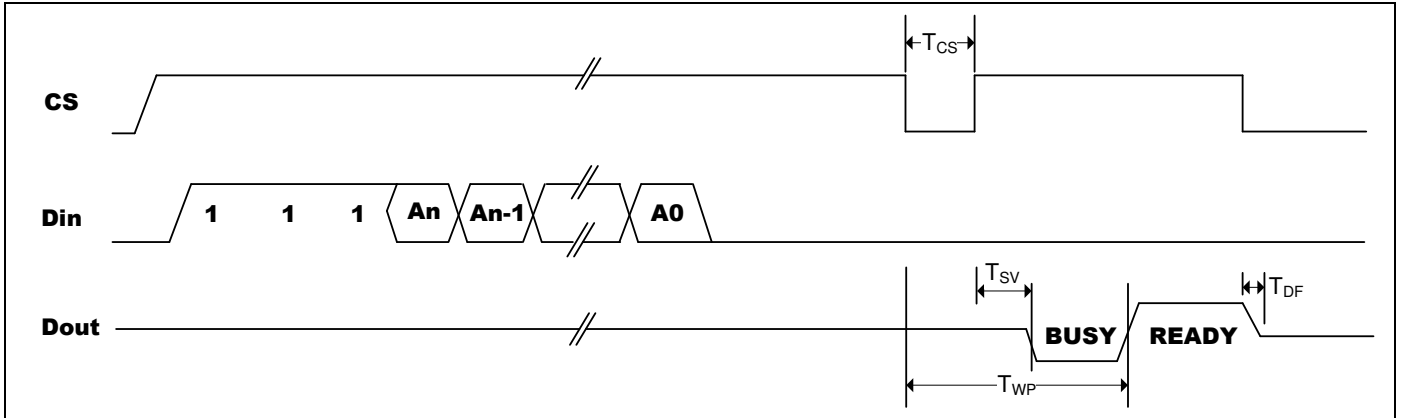 TCS
CS
Din 1 1 1 An An-1 A0
TSV
TDF
Dout BUSY READY
TWP